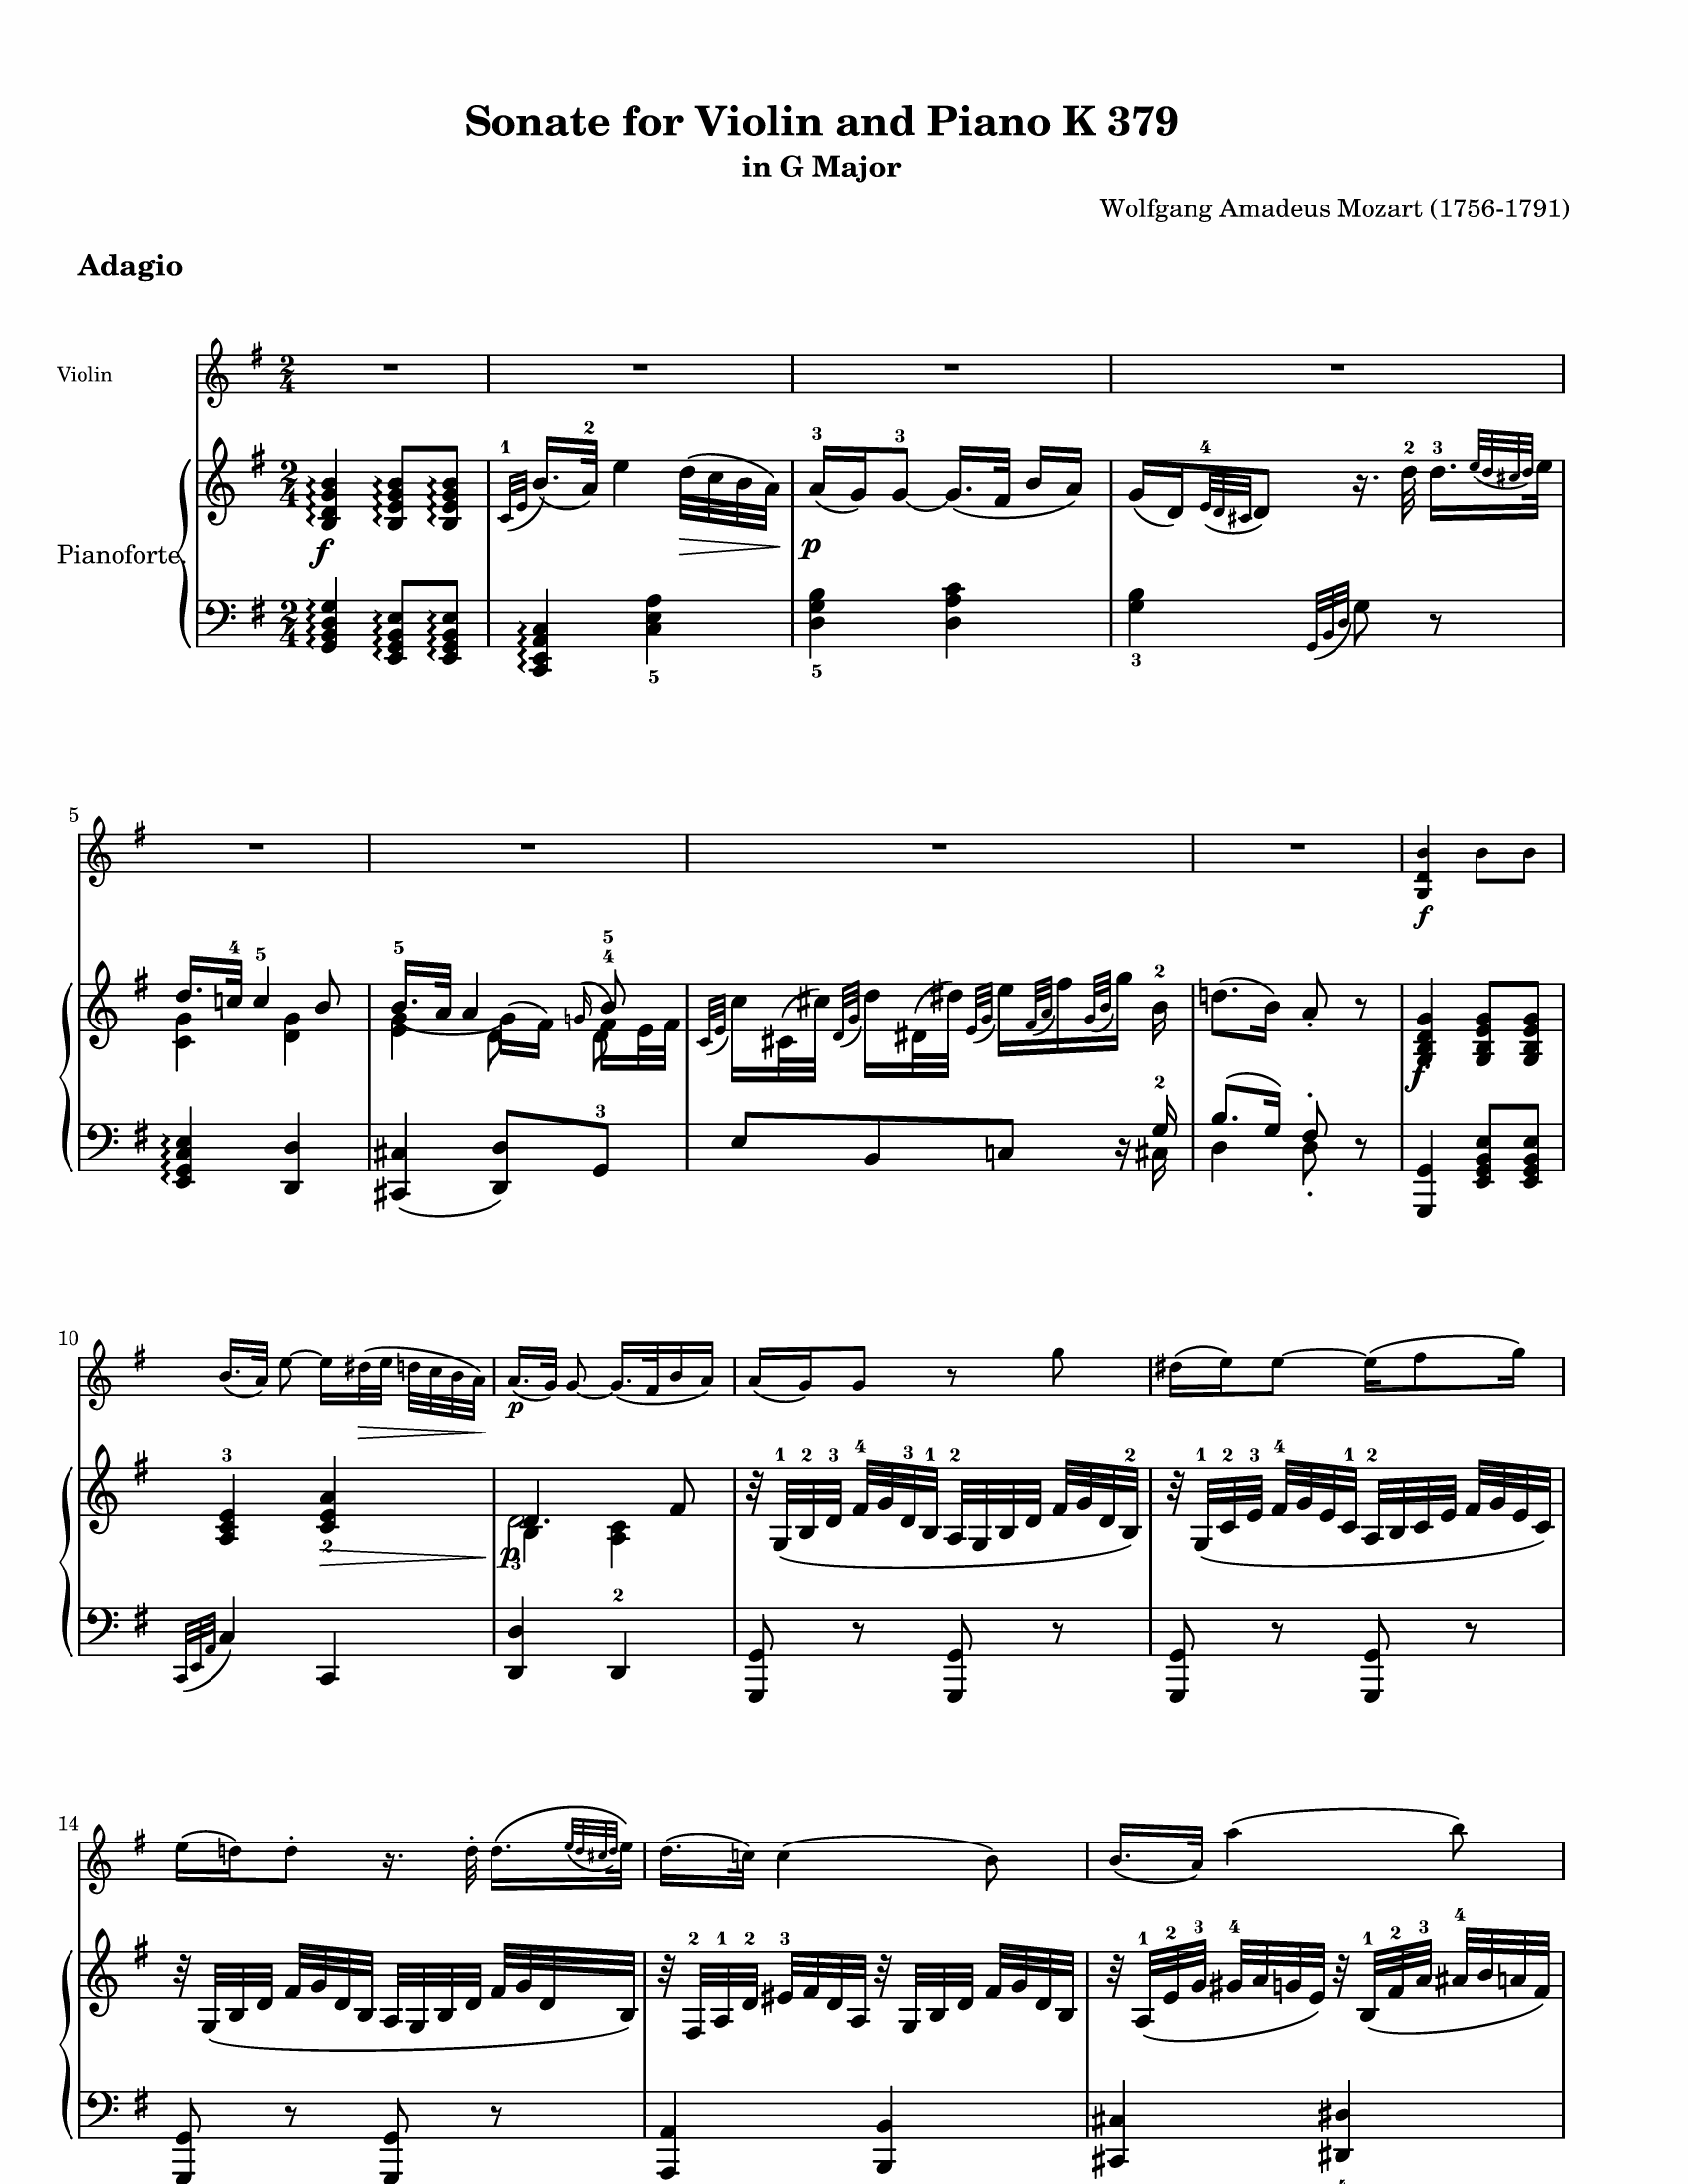 Sonate for Violin and Piano K 379
in G Major
Wolfgang Amadeus Mozart (1756-1791)
Adagio
Violin
Pianoforte.
5
10
14